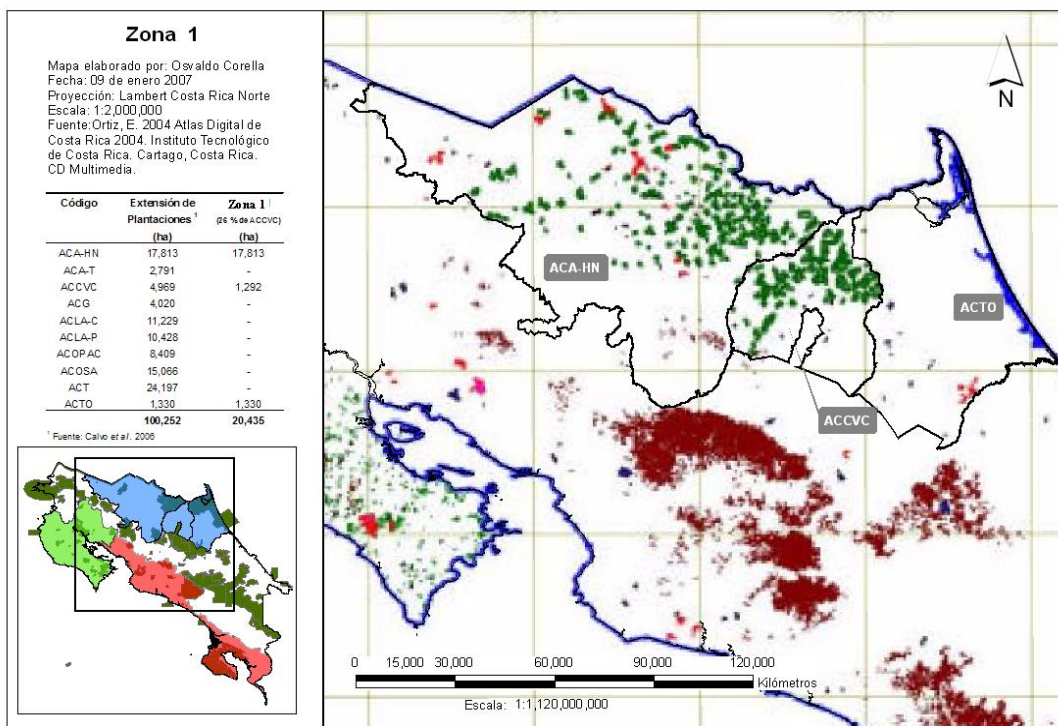 Zona 1
Mapa elaborado por: Osvaldo Corella
Fecha: 09 de enero 2007
Proyección: Lambert Costa Rica Norte
Escala: 1:2,000,000
Fuente:Ortiz, E. 2004 Atlas Digital de
Costa Rica 2004. Instituto Tecnológico
de Costa Rica. Cartago, Costa Rica.
CD Multimedia.
Código Extensión de Plantaciones 1 (ha) Zona 1 (26 % de ACCVC) (ha)
ACA-HN 17,813 17,813
ACA-T 2,791 -
ACCVC 4,969 1,292
ACG 4,020 -
ACLA-C 11,229 -
ACLA-P 10,428 -
ACOPAC 8,409 -
ACOSA 15,066 -
ACT 24,197 -
ACTO 1,330 1,330
100,252 20,435
1 Fuente: Calvo et al. 2006
N
ACA-HN
ACTO
ACCVC
0 15,000 30,000 60,000 90,000 120,000
Kilómetros
Escala: 1:1,120,000,000